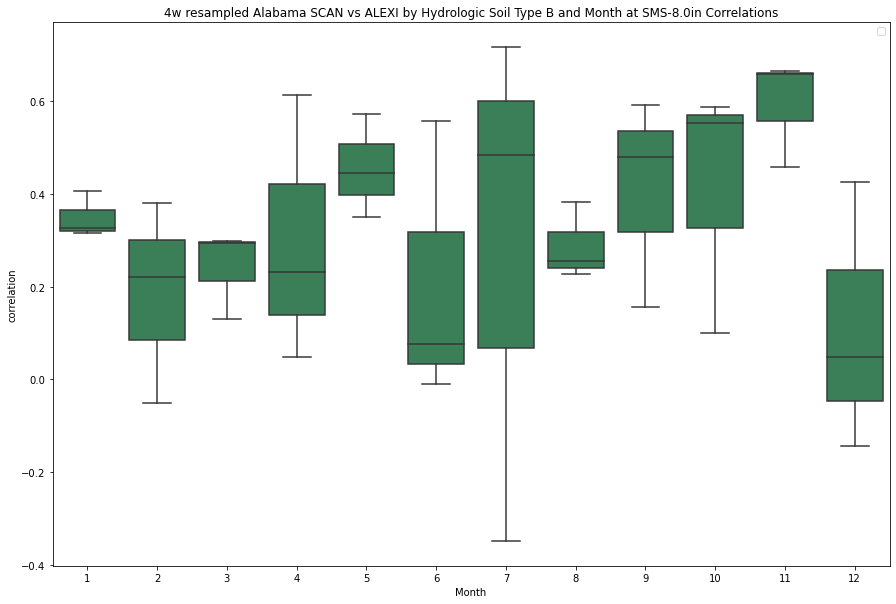 4w resampled Alabama SCAN vs ALEXI by Hydrologic Soil Type B and Month at SMS-8.0in Correlations
0.6
0.4
0.2
0.0
−0.2
−0.4
correlation
1 2 3 4 5 6 7 8 9 10 11 12
Month